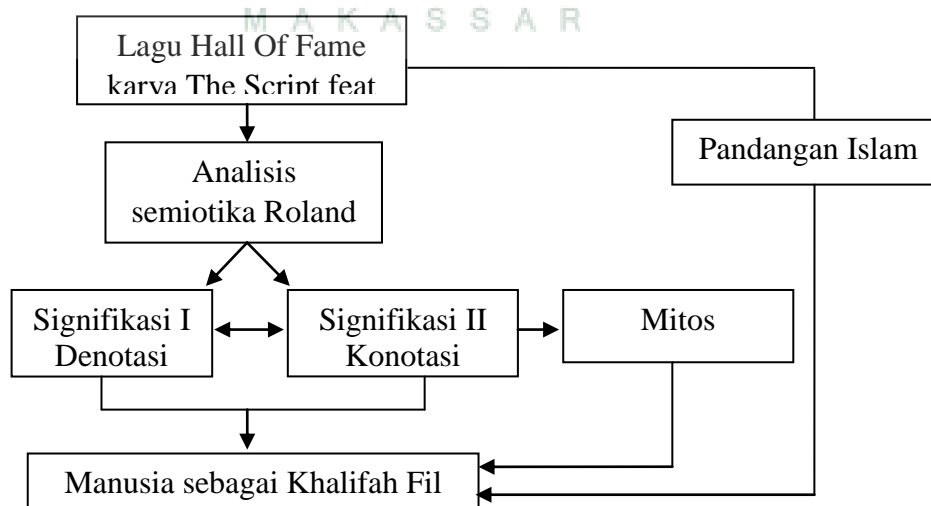 M A K A S S A R
Lagu Hall Of Fame
karya The Script feat
Pandangan Islam
Analisis
semiotika Roland
Signifikasi I
Denotasi
Signifikasi II
Konotasi
Mitos
Manusia sebagai Khalifah Fil